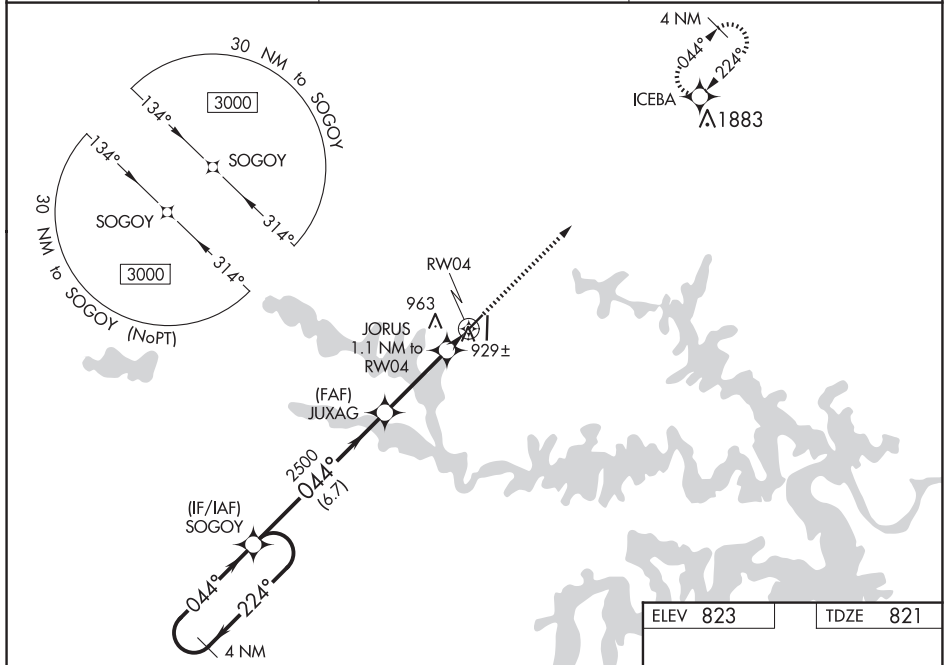 30 NM to SOGOY
3000
134°
SOGOY
314°
134°
SOGOY
314°
3000
30 NM to SOGOY (NoPT)
4 NM
044°
224°
ICEBA
1883
RW04
963
JORUS
1.1 NM to
RW04
929±
(FAF)
JUXAG
2500
044°
(6.7)
(IF/IAF)
SOGOY
044°
224°
4 NM
ELEV 823
TDZE 821